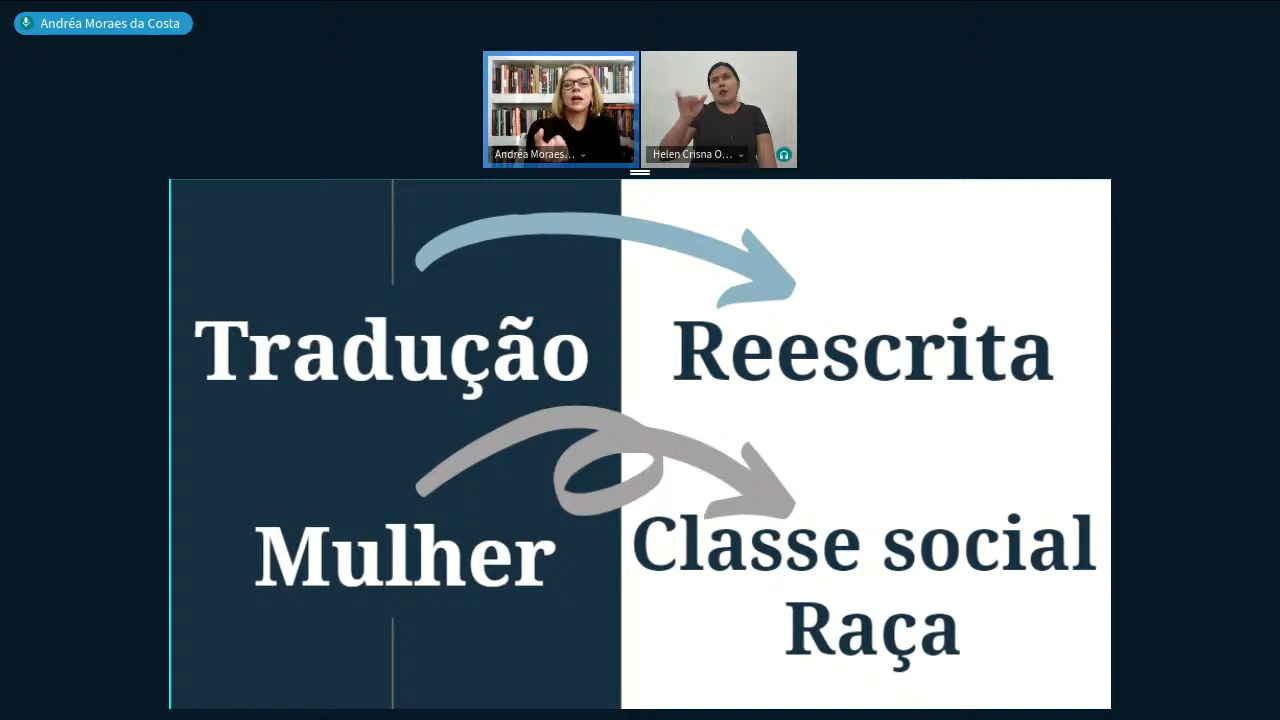 Andréa Moraes da Costa
Andréa Moraes...
Helen Crisna O...
Tradução
Reescrita
Mulher
Classe social
Raça